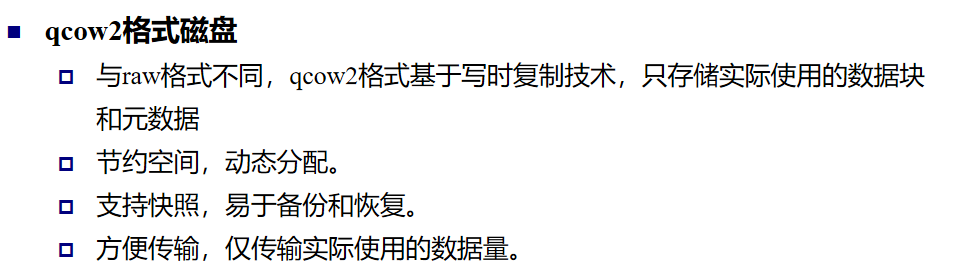 qcow2格式磁盘
与raw格式不同，qcow2格式基于写时复制技术，只存储实际使用的数据块
和元数据
节约空间，动态分配。
支持快照，易于备份和恢复。
方便传输，仅传输实际使用的数据量。